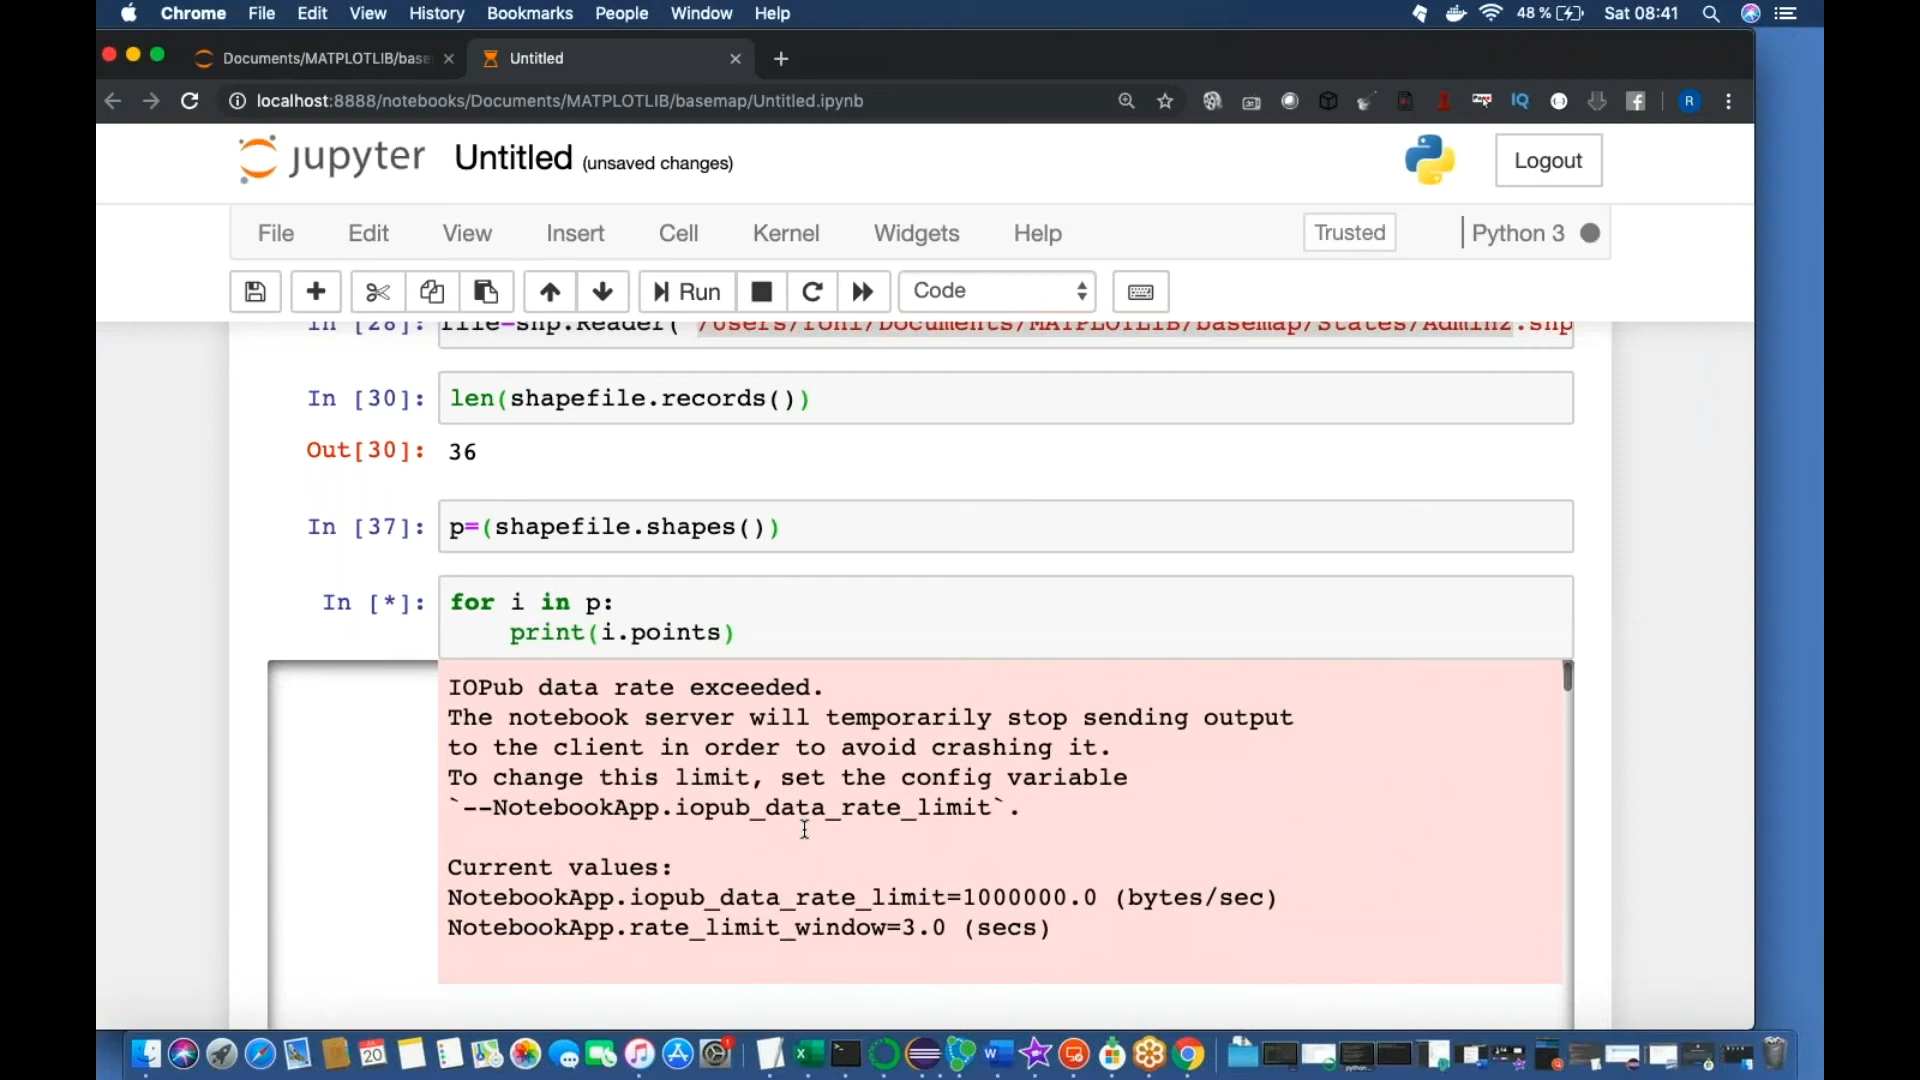 Chrome File Edit View History Bookmarks People Window Help 48 % Sat 08:41
Documents/MATPLOTLIB/base Untitled
localhost:8888/notebooks/Documents/MATPLOTLIB/basemap/Untitled.ipynb IQ R
jupyter Untitled (unsaved changes) Logout
File Edit View Insert Cell Kernel Widgets Help Trusted Python 3
Run Code
In [28]: file=shp.Reader( /Users/roni/Documents/MATPLOTLIB/basemap/States/Admin2.shp
In [30]: len(shapefile.records())
Out[30]: 36
In [37]: p=(shapefile.shapes())
In [*]: for i in p:
print(i.points)
IOPub data rate exceeded.
The notebook server will temporarily stop sending output
to the client in order to avoid crashing it.
To change this limit, set the config variable
`--NotebookApp.iopub_data_rate_limit`.
Current values:
NotebookApp.iopub_data_rate_limit=1000000.0 (bytes/sec)
NotebookApp.rate_limit_window=3.0 (secs)
20